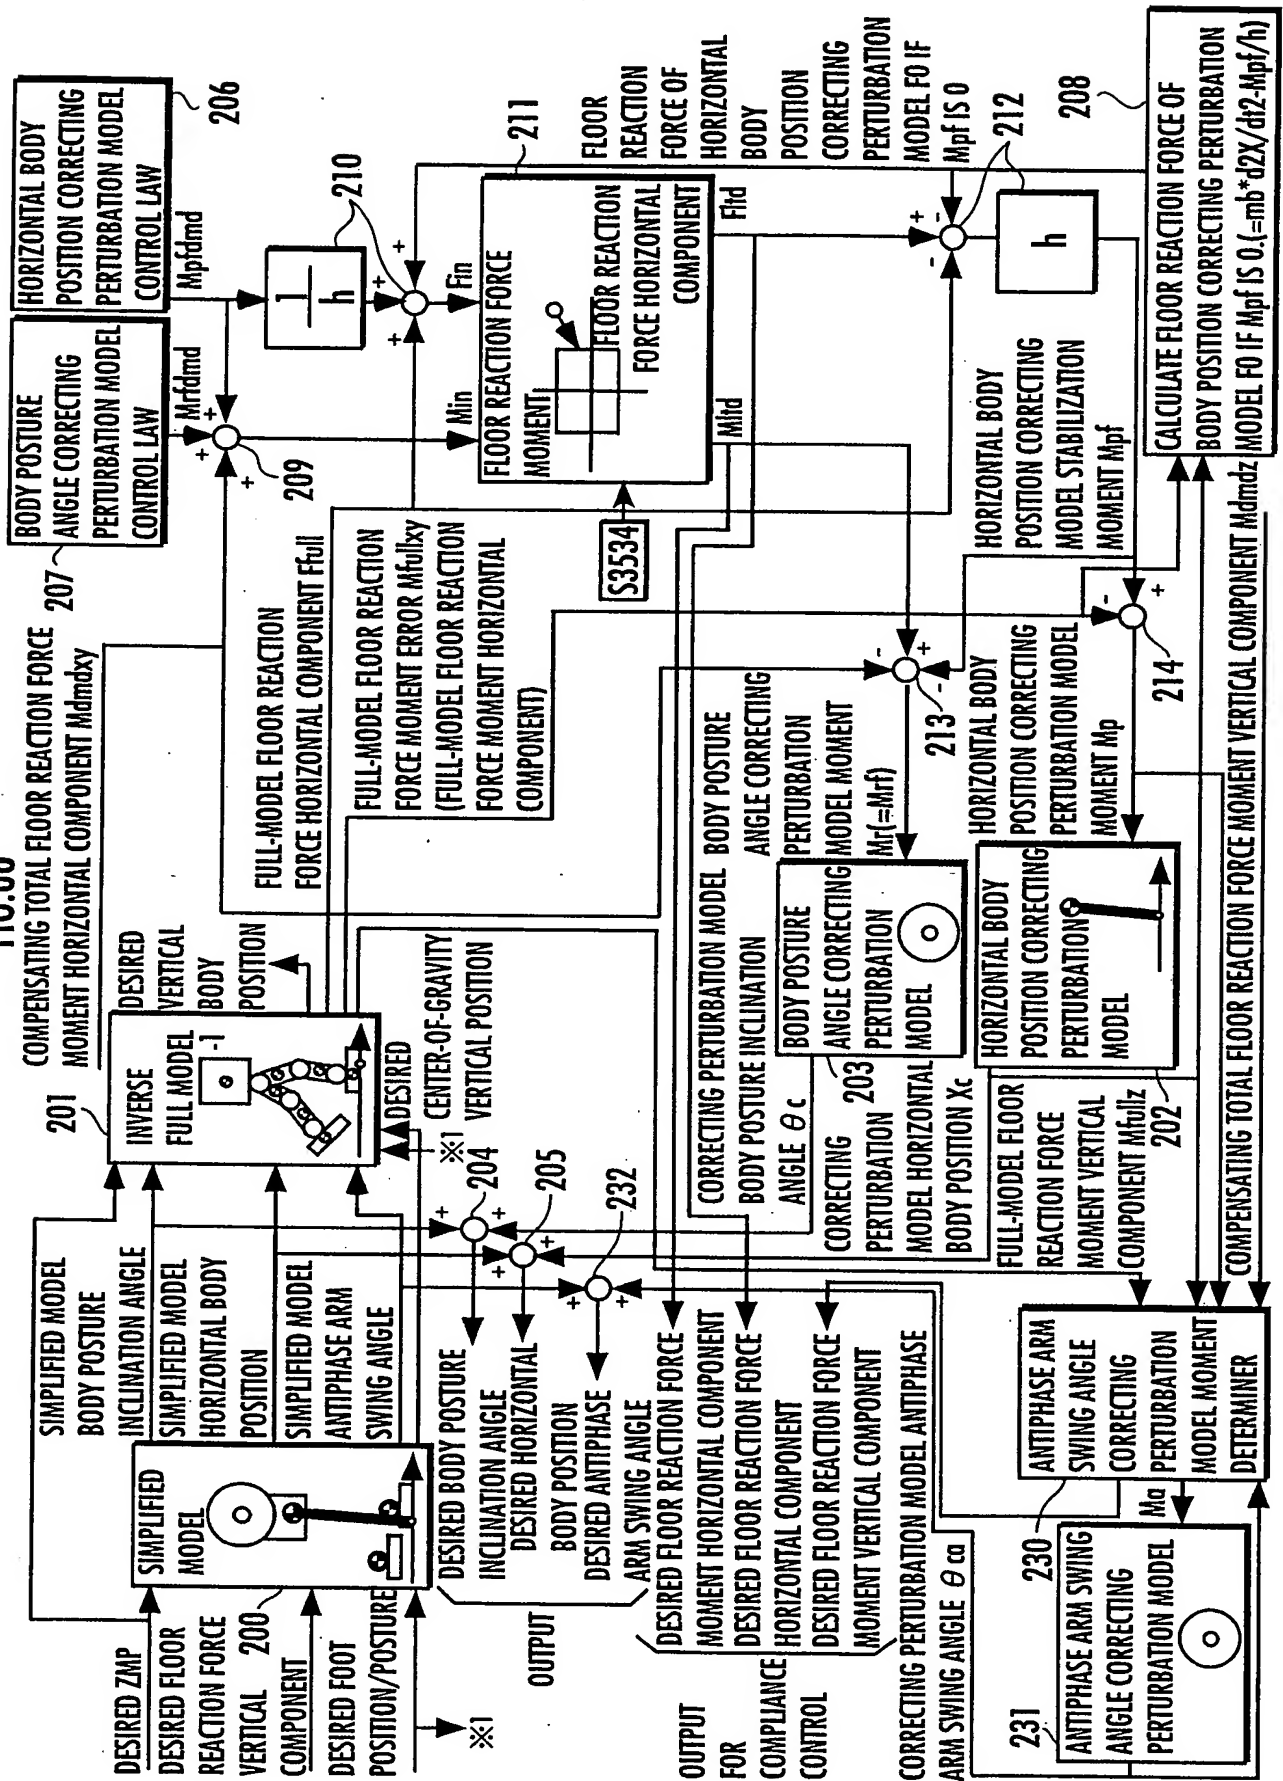 COMPENSATING TOTAL FLOOR REACTION FORCE
MOMENT HORIZONTAL COMPONENT Mdmdxy
207
BODY POSTURE
ANGLE CORRECTING
PERTURBATION MODEL
CONTROL LAW
Mrfdmd
HORIZONTAL BODY
POSITION CORRECTING
PERTURBATION MODEL
CONTROL LAW
Mpfdmd
206
+
+
+
209
1
h
210
+
+
+
Fin
Min
FLOOR REACTION FORCE
MOMENT
FLOOR REACTION
FORCE HORIZONTAL
COMPONENT
211
S3534
Mltd
Fltd
FLOOR
REACTION
FORCE OF
HORIZONTAL
BODY
POSITION
CORRECTING
PERTURBATION
MODEL F0 IF
Mpf IS 0
+
-
-
212
h
208
CALCULATE FLOOR REACTION FORCE OF
BODY POSITION CORRECTING PERTURBATION
MODEL F0 IF Mpf IS 0.(=mb*d2X/dt2-Mpf/h)
FULL-MODEL FLOOR REACTION
FORCE HORIZONTAL COMPONENT Ffull
FULL-MODEL FLOOR REACTION
FORCE MOMENT ERROR Mfullxy
(FULL-MODEL FLOOR REACTION
FORCE MOMENT HORIZONTAL
COMPONENT)
HORIZONTAL BODY
POSITION CORRECTING
MODEL STABILIZATION
MOMENT Mpf
-
+
214
-
+
-
213
201
INVERSE
FULL MODEL
-1
DESIRED
VERTICAL
BODY
POSITION
DESIRED
CENTER-OF-GRAVITY
VERTICAL POSITION
※1
BODY POSTURE
ANGLE CORRECTING
PERTURBATION
MODEL MOMENT
Mr(=Mrf)
BODY POSTURE
ANGLE CORRECTING
PERTURBATION
MODEL
203
HORIZONTAL BODY
POSITION CORRECTING
PERTURBATION MODEL
MOMENT Mp
HORIZONTAL BODY
POSITION CORRECTING
PERTURBATION
MODEL
202
CORRECTING PERTURBATION MODEL
BODY POSTURE INCLINATION
ANGLE θc
CORRECTING
PERTURBATION
MODEL HORIZONTAL
BODY POSITION Xc
FULL-MODEL FLOOR
REACTION FORCE
MOMENT VERTICAL
COMPONENT Mfullz
COMPENSATING TOTAL FLOOR REACTION FORCE MOMENT VERTICAL COMPONENT Mdmdz
204
+
+
205
+
+
232
+
+
SIMPLIFIED MODEL
BODY POSTURE
INCLINATION ANGLE
SIMPLIFIED MODEL
HORIZONTAL BODY
POSITION
SIMPLIFIED MODEL
ANTIPHASE ARM
SWING ANGLE
SIMPLIFIED
MODEL
200
DESIRED ZMP
DESIRED FLOOR
REACTION FORCE
VERTICAL
COMPONENT
DESIRED FOOT
POSITION/POSTURE
※1
DESIRED BODY POSTURE
INCLINATION ANGLE
DESIRED HORIZONTAL
BODY POSITION
DESIRED ANTIPHASE
ARM SWING ANGLE
OUTPUT
DESIRED FLOOR REACTION FORCE
MOMENT HORIZONTAL COMPONENT
DESIRED FLOOR REACTION FORCE
HORIZONTAL COMPONENT
DESIRED FLOOR REACTION FORCE
MOMENT VERTICAL COMPONENT
OUTPUT
FOR
COMPLIANCE
CONTROL
CORRECTING PERTURBATION MODEL ANTIPHASE
ARM SWING ANGLE θca
ANTIPHASE ARM
SWING ANGLE
CORRECTING
PERTURBATION
MODEL MOMENT
DETERMINER
230
Ma
231
ANTIPHASE ARM SWING
ANGLE CORRECTING
PERTURBATION MODEL